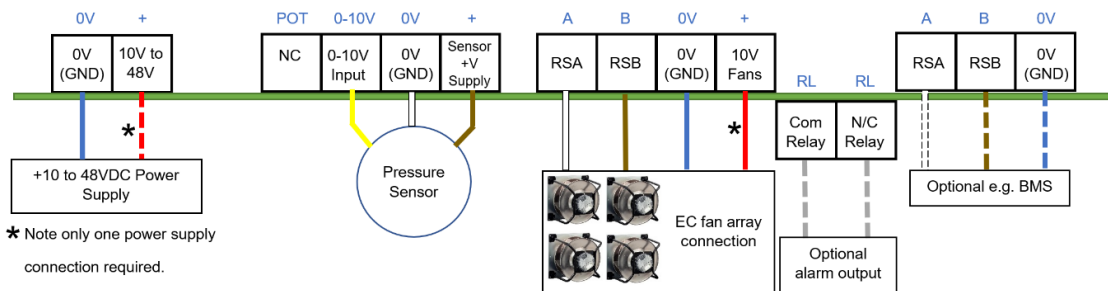 0V + POT 0-10V 0V + A B 0V + A B 0V
0V
(GND)
10V to
48V
NC
0-10V
Input
0V
(GND)
Sensor
+V
Supply
RSA
RSB
0V
(GND)
10V
Fans
RSA
RSB
0V
(GND)
RL RL
Com
Relay
N/C
Relay
*
*
+10 to 48VDC Power
Supply
Pressure
Sensor
EC fan array
connection
Optional e.g. BMS
Optional
alarm output
* Note only one power supply
connection required.